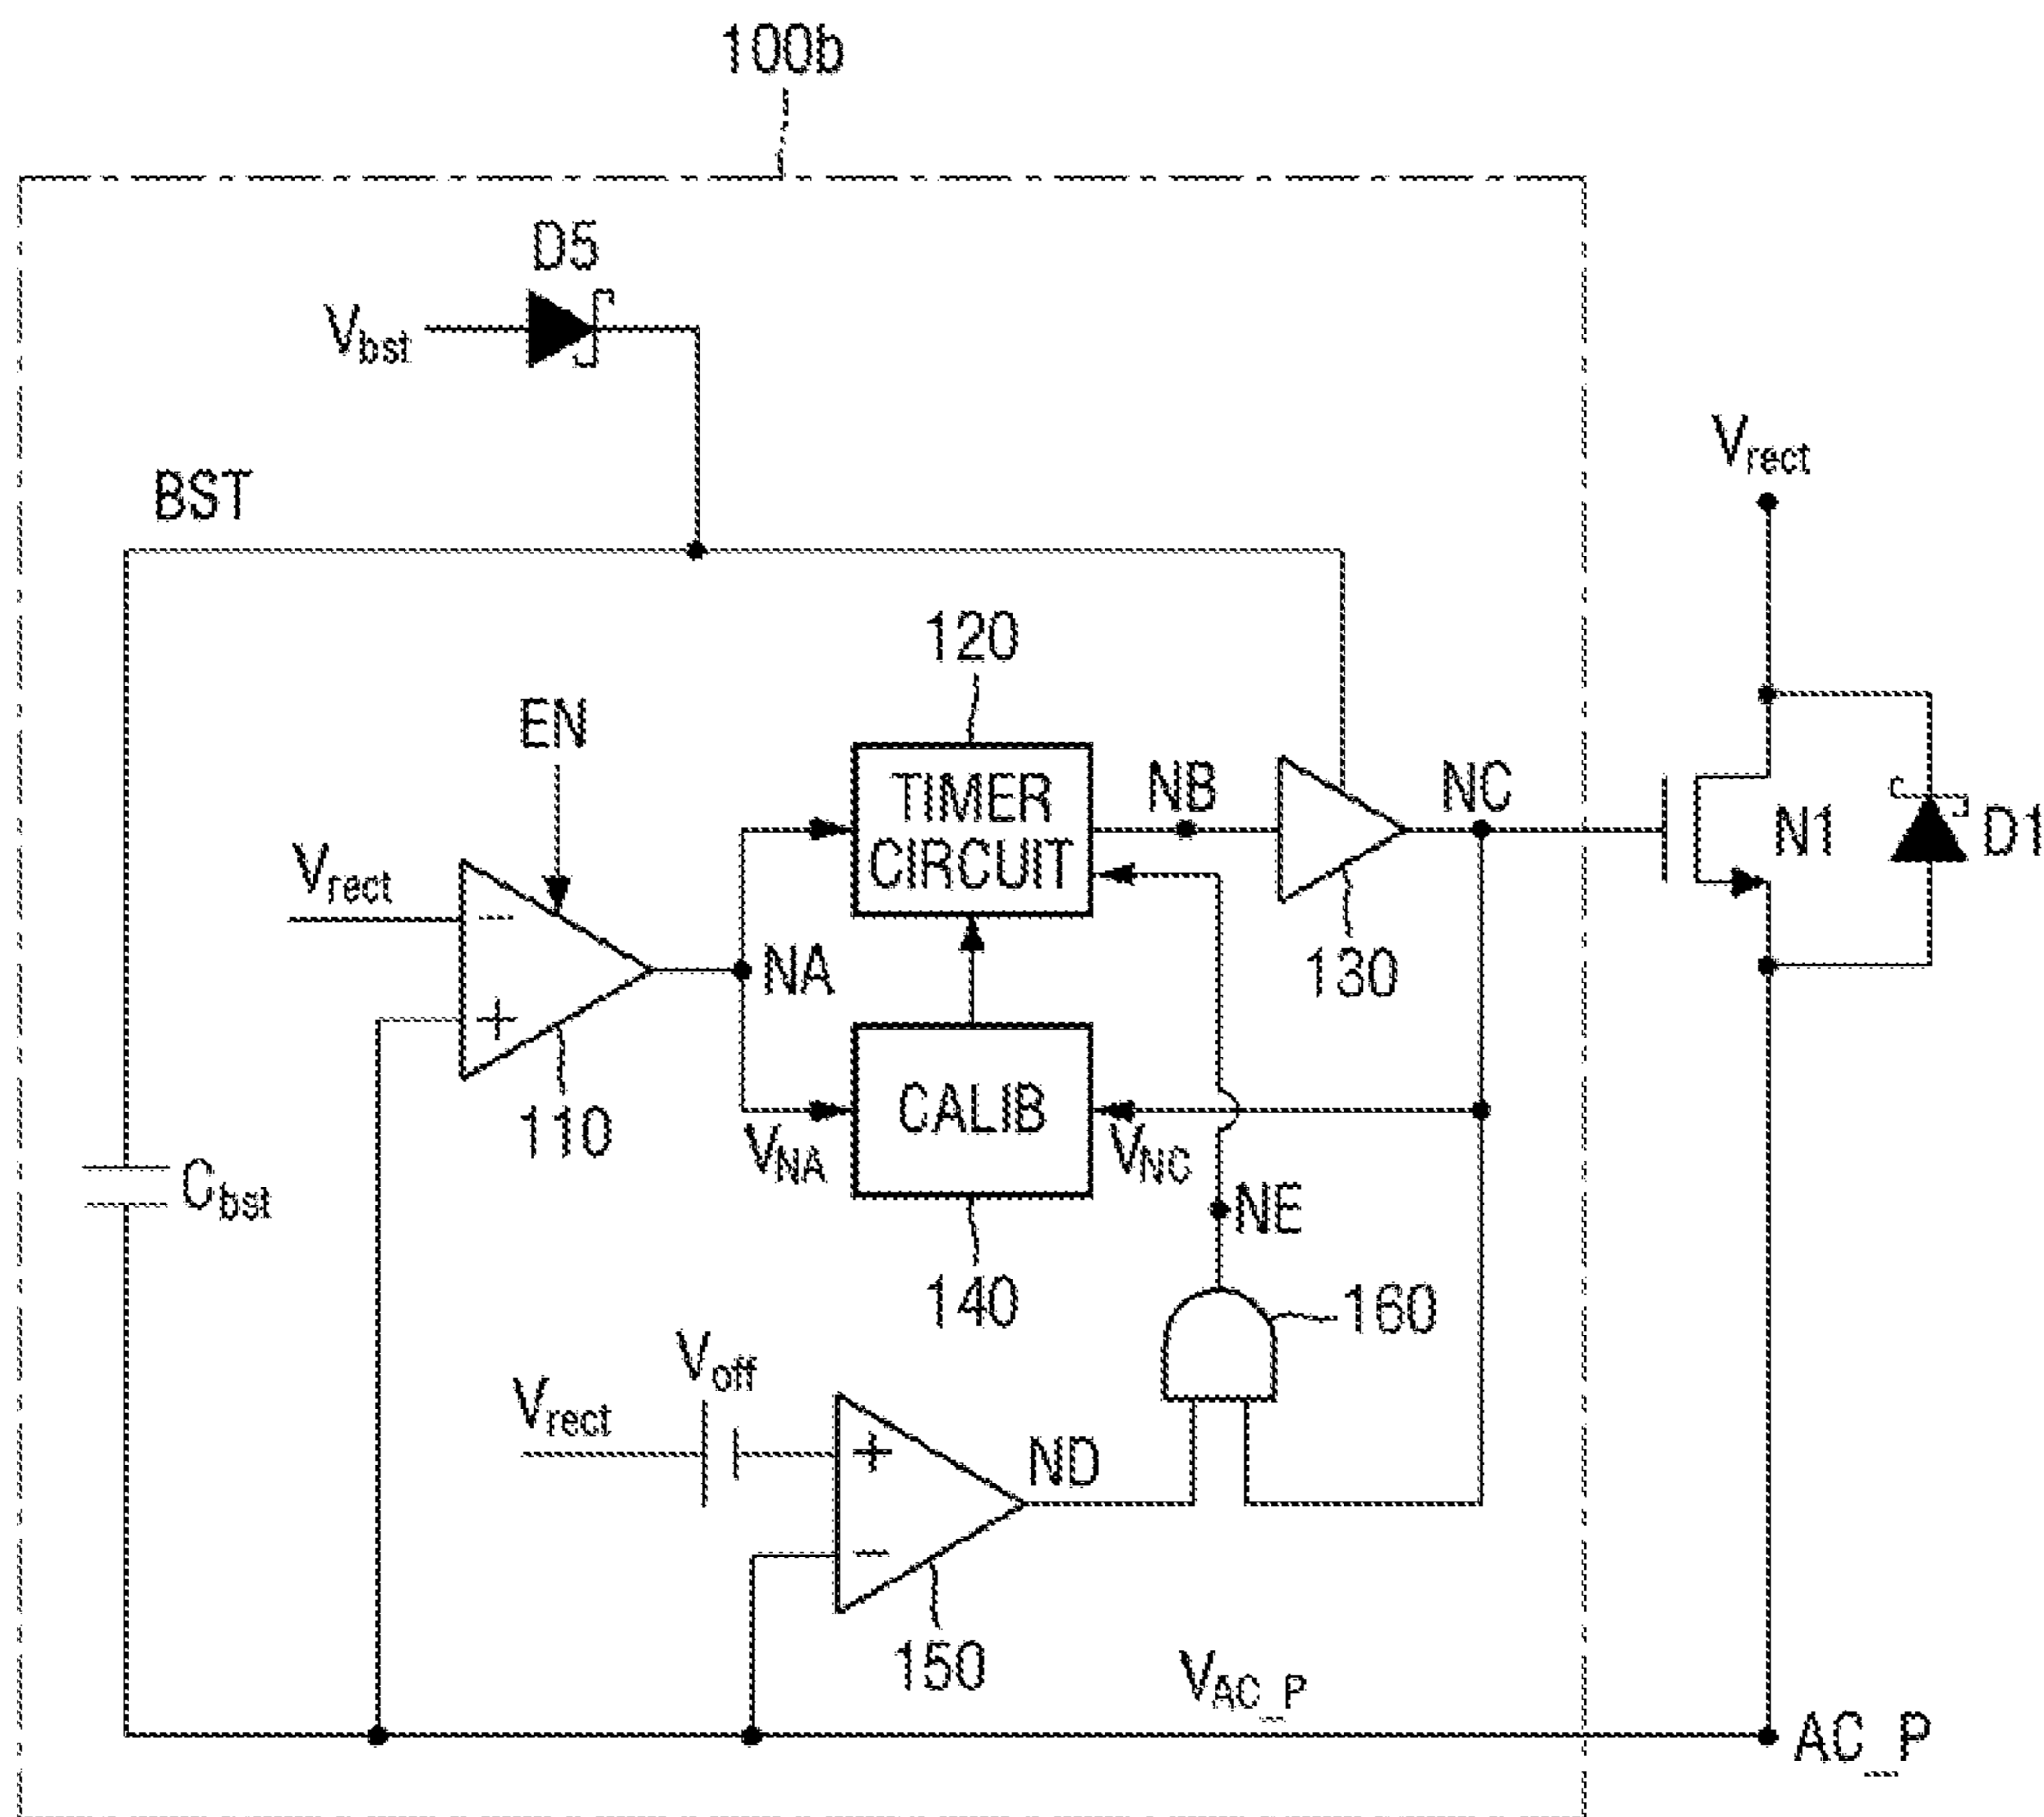 100b
D5
Vbst
BST
Vrect
120
EN
TIMER
CIRCUIT
NB
NC
N1
D1
Vrect
−
NA
130
+
110
CALIB
VNA
VNC
Cbst
NE
140
160
Voff
Vrect
+
ND
−
150
VAC_P
AC_P